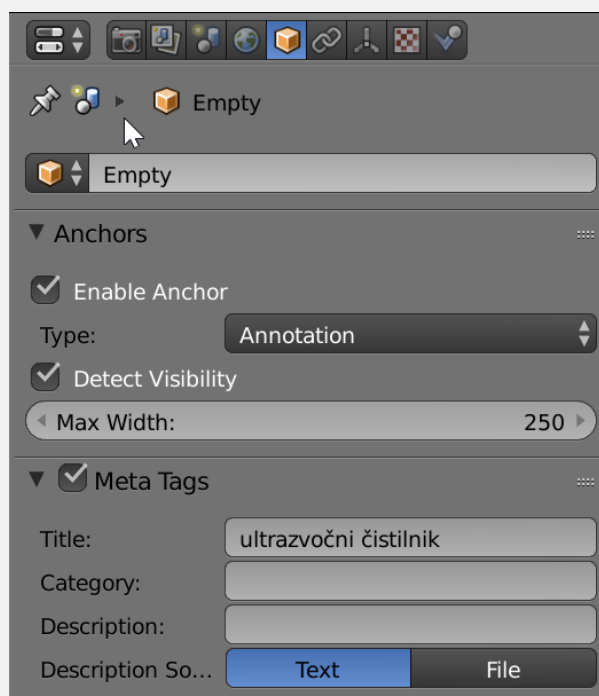 Empty
Empty
Anchors
Enable Anchor
Type: Annotation
Detect Visibility
Max Width: 250
Meta Tags
Title: ultrazvočni čistilnik
Category:
Description:
Description So... Text File